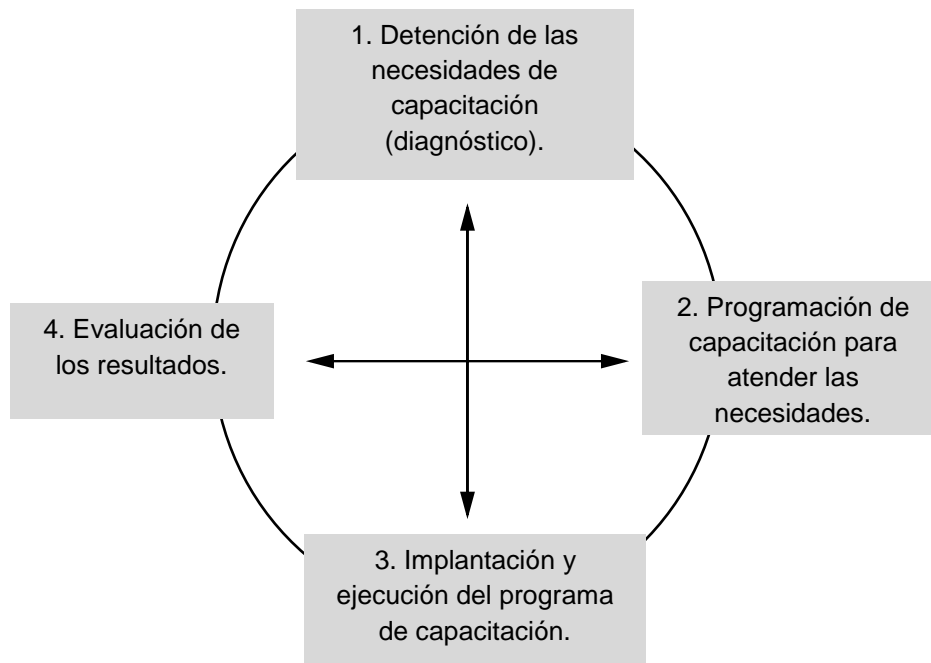 1. Detención de las
necesidades de
capacitación
(diagnóstico).
2. Programación de
capacitación para
atender las
necesidades.
3. Implantación y
ejecución del programa
de capacitación.
4. Evaluación de
los resultados.